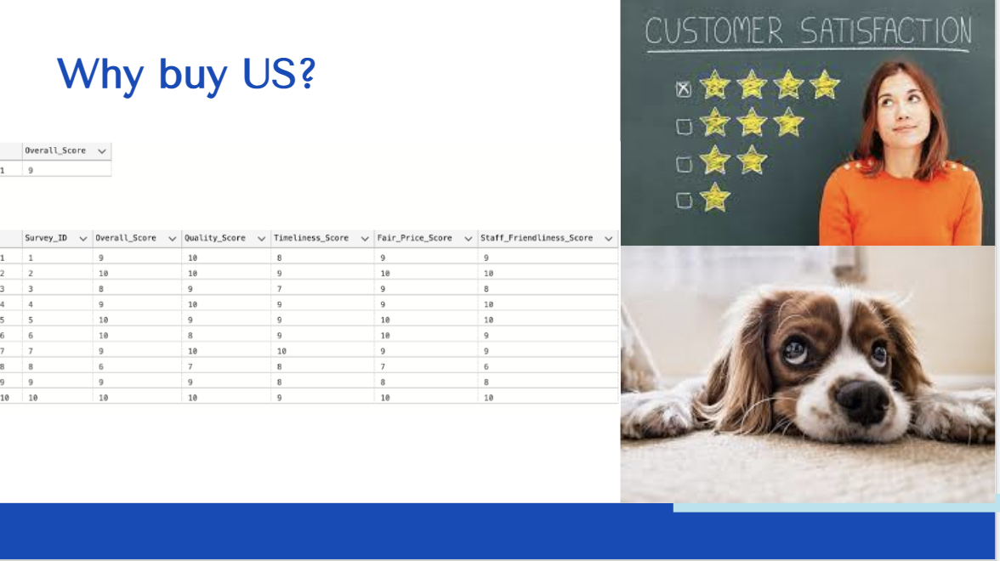 Why buy US?
CUSTOMER SATISFACTION
Overall_Score
1 9
Survey_ID Overall_Score Quality_Score Timeliness_Score Fair_Price_Score Staff_Friendliness_Score
1 1 9 10 8 9 9
2 2 10 10 9 10 10
3 3 8 9 7 9 8
4 4 9 10 9 9 10
5 5 10 9 9 10 10
6 6 10 8 9 10 9
7 7 9 10 10 9 9
8 8 6 7 8 7 6
9 9 9 9 8 8 8
10 10 10 10 9 10 10